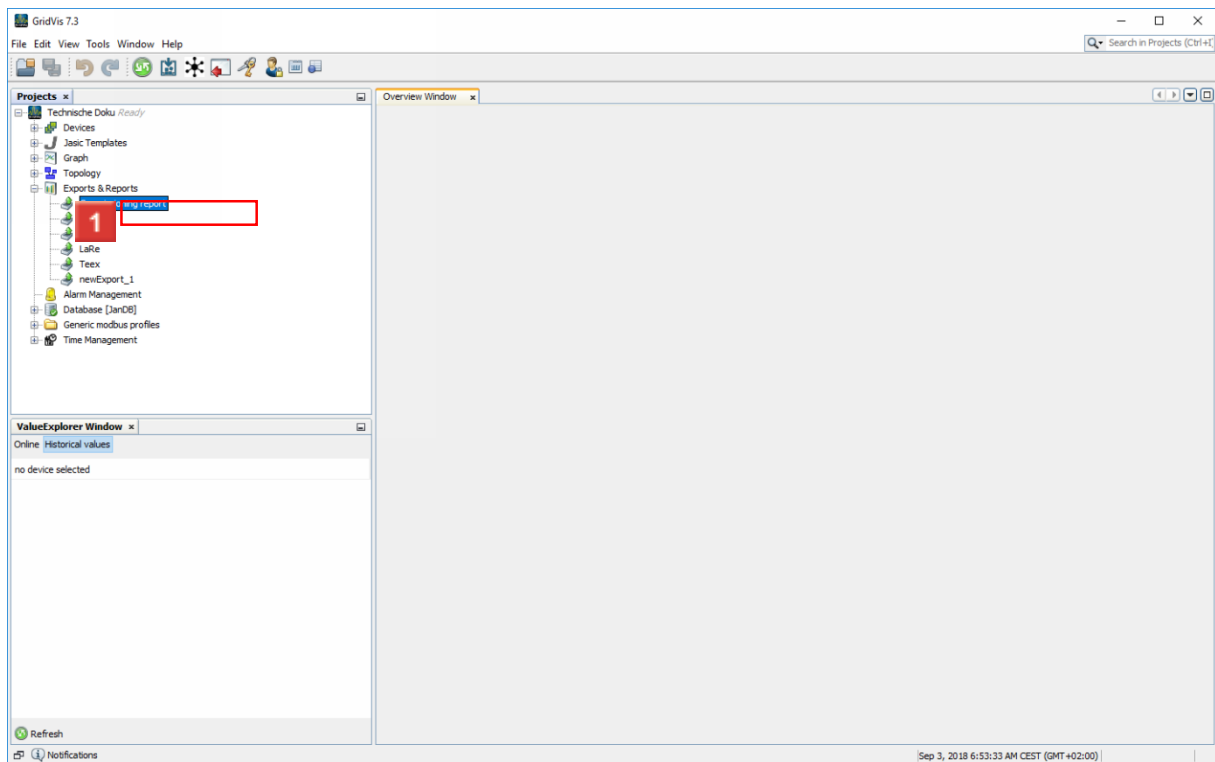 GridVis 7.3
File Edit View Tools Window Help
Search in Projects (Ctrl+I
Projects
Technische Doku Ready
Devices
Jasic Templates
Graph
Topology
Exports & Reports
report
1
LaRe
Teex
newExport_1
Alarm Management
Database [JanDB]
Generic modbus profiles
Time Management
Overview Window
ValueExplorer Window
Online Historical values
no device selected
Refresh
Notifications
Sep 3, 2018 6:53:33 AM CEST (GMT+02:00)